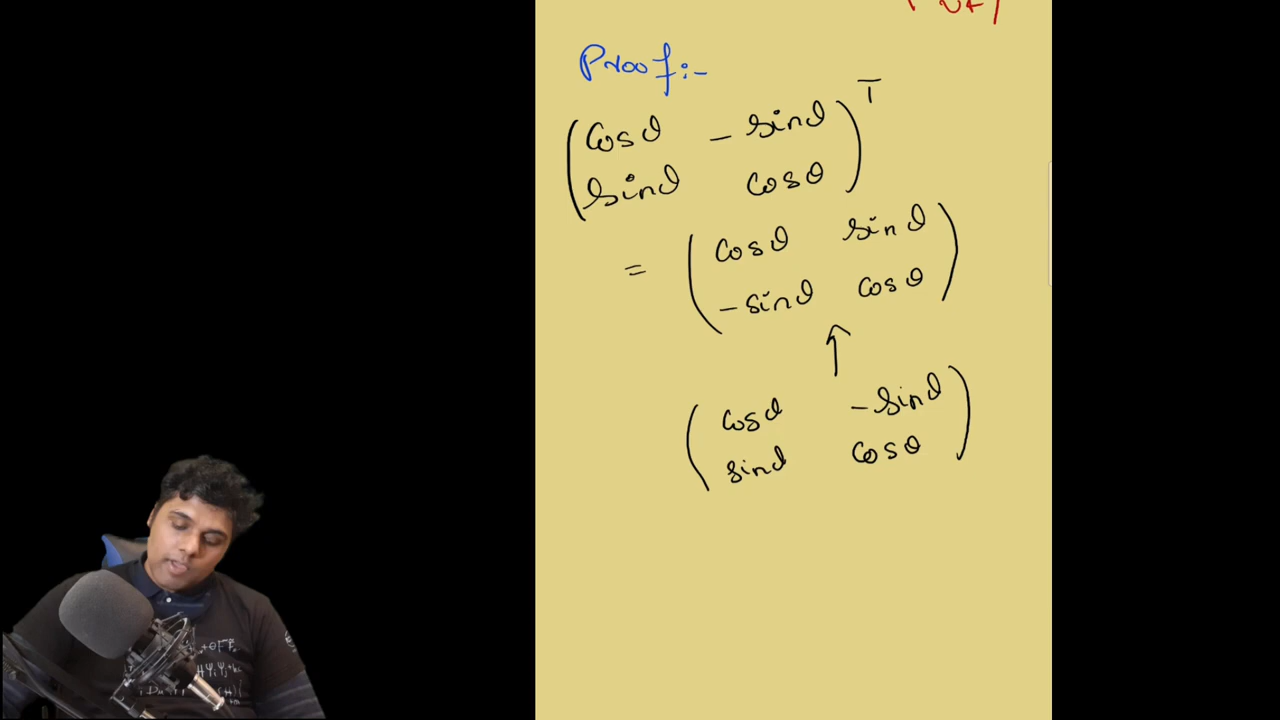 Proof:-
(cosθ - sinθ)ᵀ
(sinθ cosθ)
= (cosθ sinθ)
(-sinθ cosθ)
↑
(cosθ -sinθ)
(sinθ cosθ)